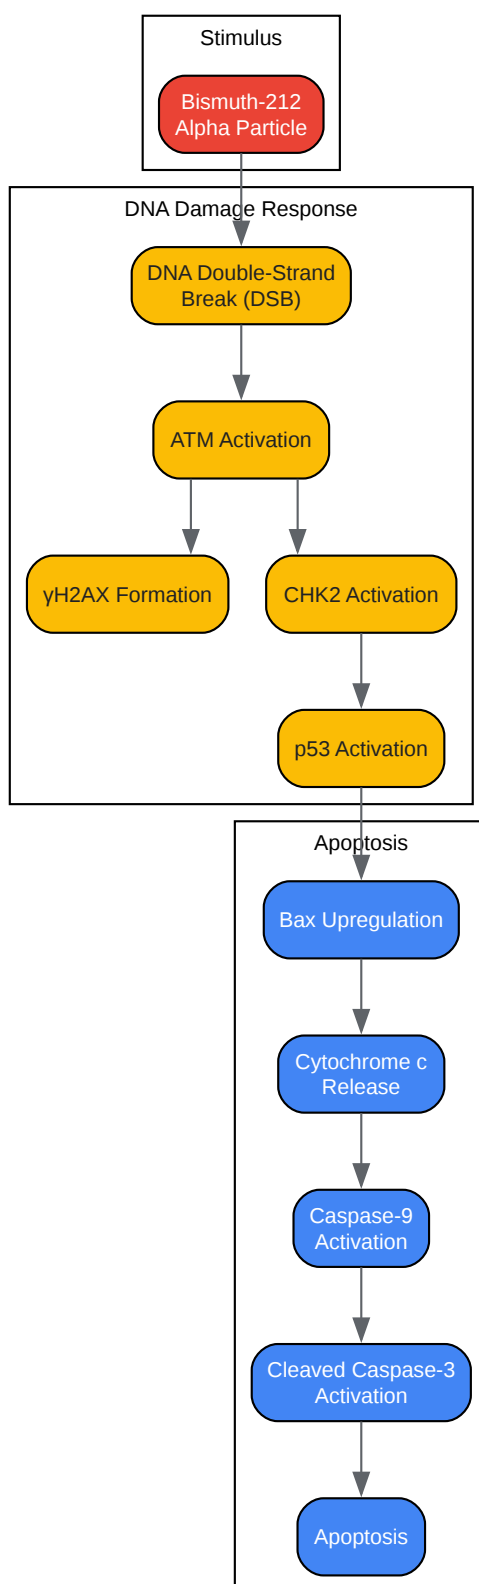 Stimulus
Bismuth-212
Alpha Particle
DNA Damage Response
DNA Double-Strand
Break (DSB)
ATM Activation
γH2AX Formation
CHK2 Activation
p53 Activation
Apoptosis
Bax Upregulation
Cytochrome c
Release
Caspase-9
Activation
Cleaved Caspase-3
Activation
Apoptosis